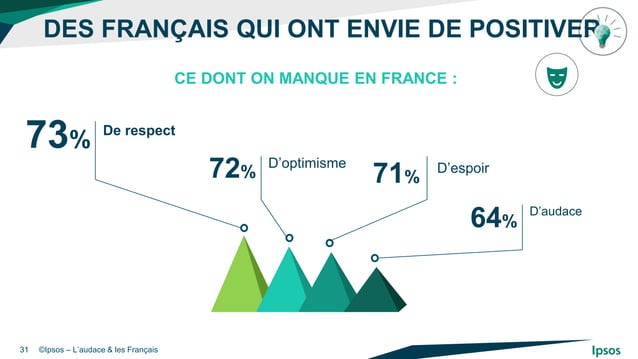 DES FRANÇAIS QUI ONT ENVIE DE POSITIVER
CE DONT ON MANQUE EN FRANCE :
73%
De respect
72%
D’optimisme
71%
D’espoir
64%
D’audace
31 ©Ipsos – L’audace & les Français
Ipsos